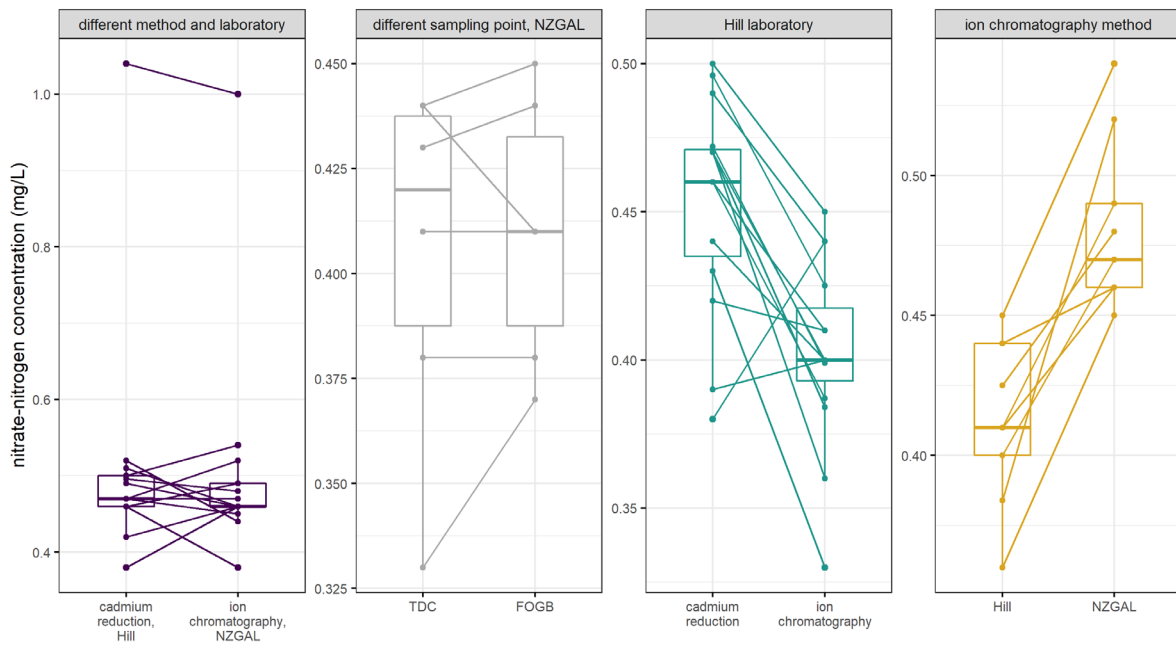 different method and laboratory
different sampling point, NZGAL
Hill laboratory
ion chromatography method
nitrate-nitrogen concentration (mg/L)
1.0
0.8
0.6
0.4
0.450
0.425
0.400
0.375
0.350
0.325
0.50
0.45
0.40
0.35
0.50
0.45
0.40
cadmium
reduction,
Hill
ion
chromatography,
NZGAL
TDC
FOGB
cadmium
reduction
ion
chromatography
Hill
NZGAL